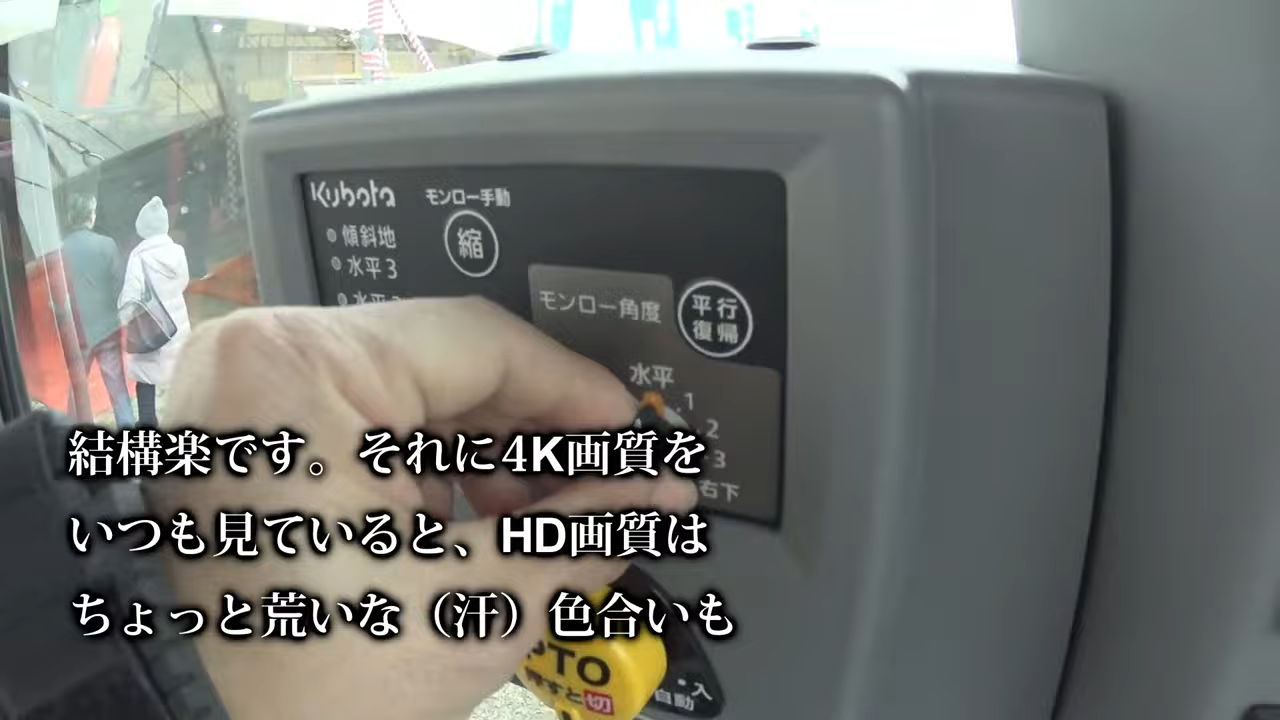 Kubota
モンロー手動
縮
傾斜地
水平3
モンロー角度
平行
復帰
水平
1
2
3
右下
結構楽です。それに4K画質を
いつも見ていると、HD画質は
ちょっと荒いな（汗）色合いも
PTO
押すと切
入
自動